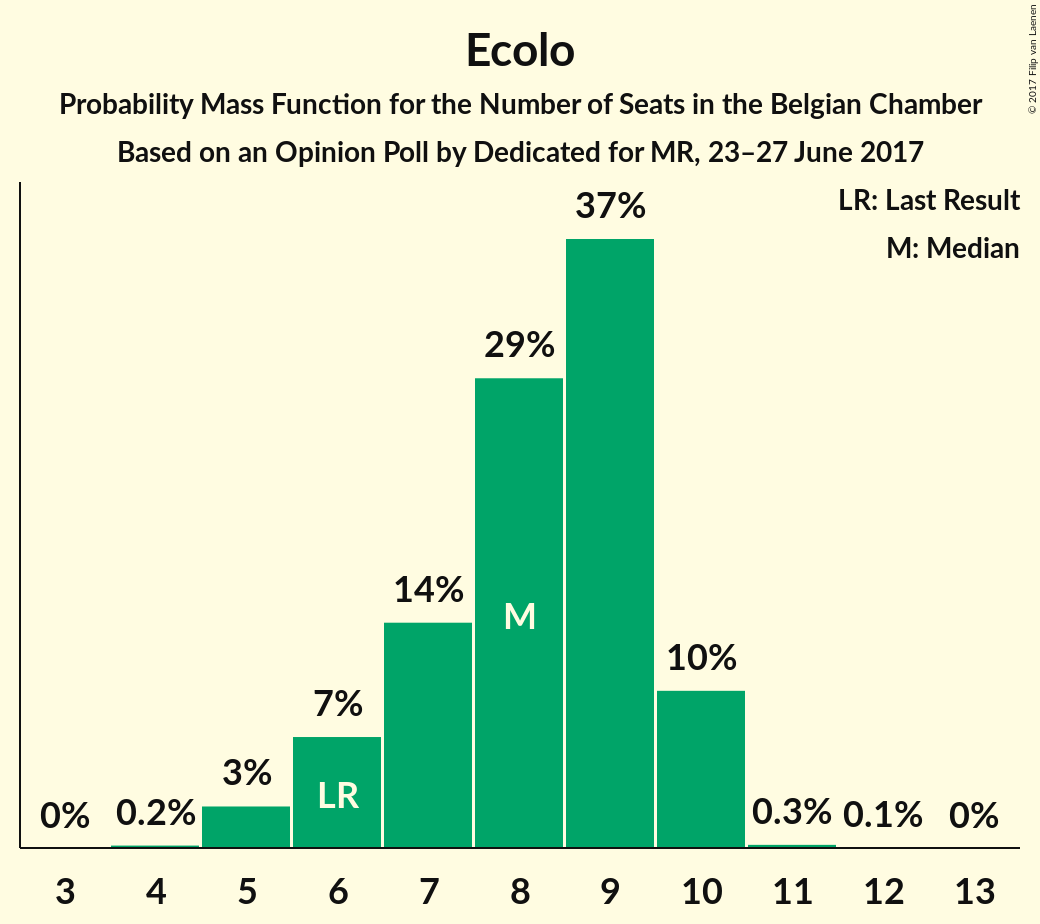 Ecolo
Probability Mass Function for the Number of Seats in the Belgian Chamber
Based on an Opinion Poll by Dedicated for MR, 23–27 June 2017
© 2017 Filip van Laenen
LR: Last Result
M: Median
0%
0.2%
3%
7%
14%
29%
37%
10%
0.3%
0.1%
0%
LR
M
3 4 5 6 7 8 9 10 11 12 13